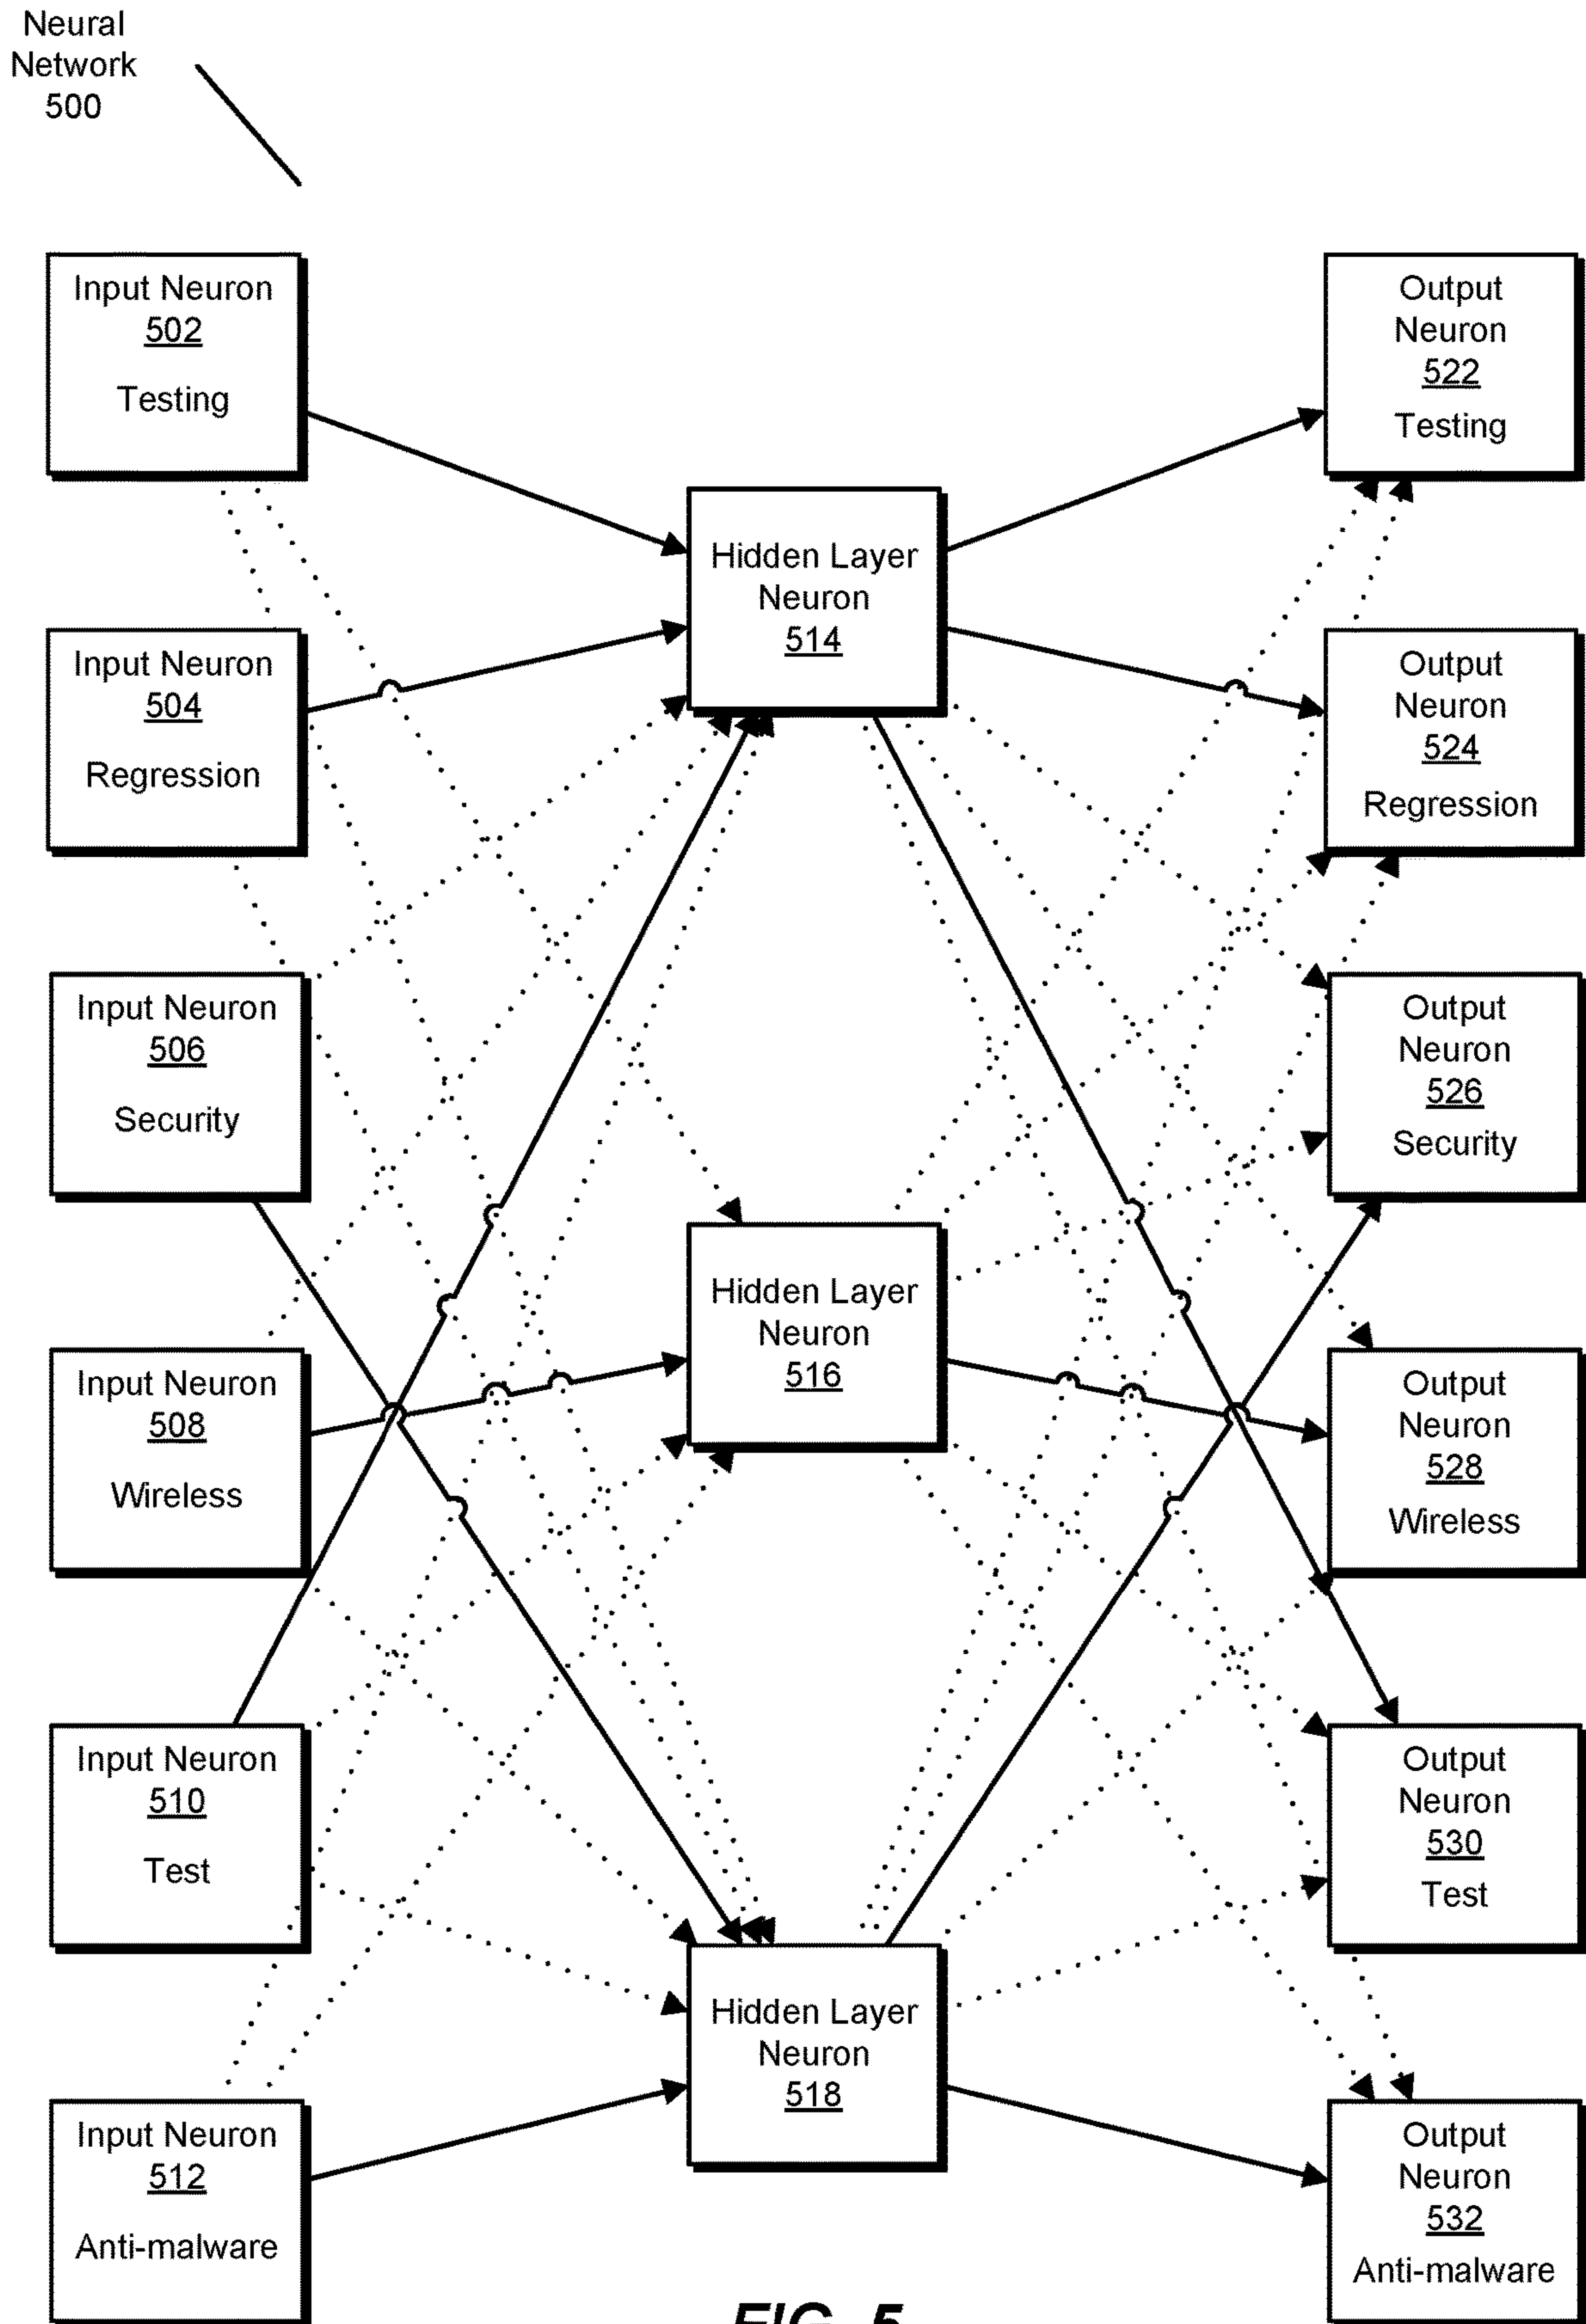 Neural
Network
500
Input Neuron
502
Testing
Input Neuron
504
Regression
Input Neuron
506
Security
Input Neuron
508
Wireless
Input Neuron
510
Test
Input Neuron
512
Anti-malware
Hidden Layer
Neuron
514
Hidden Layer
Neuron
516
Hidden Layer
Neuron
518
Output
Neuron
522
Testing
Output
Neuron
524
Regression
Output
Neuron
526
Security
Output
Neuron
528
Wireless
Output
Neuron
530
Test
Output
Neuron
532
Anti-malware
FIG. 5